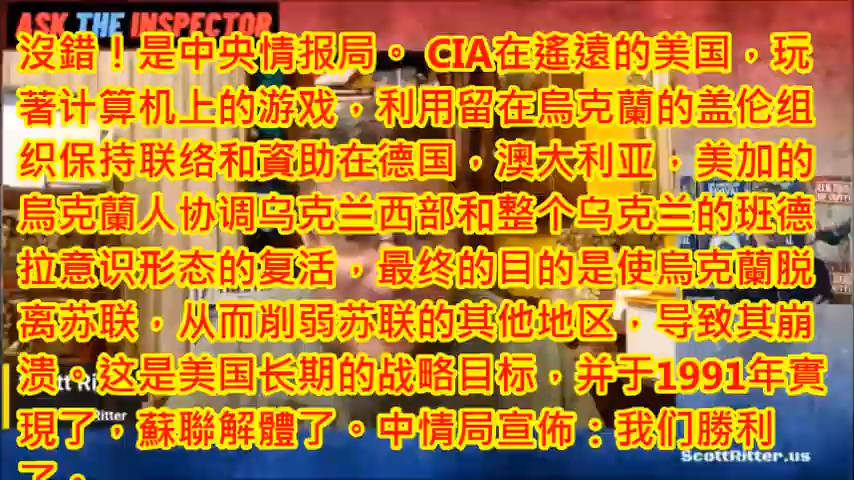 ASK THE INSPECTOR
沒錯！是中央情报局。 CIA在遙遠的美国，玩
著计算机上的游戏，利用留在烏克蘭的盖伦组
织保持联络和資助在德国，澳大利亚，美加的
烏克蘭人协调乌克兰西部和整个乌克兰的班德
拉意识形态的复活，最终的目的是使烏克蘭脱
离苏联，从而削弱苏联的其他地区，导致其崩
溃。这是美国长期的战略目标，并于1991年實
現了，蘇聯解體了。中情局宣佈：我们勝利
了。
ScottRitter.us